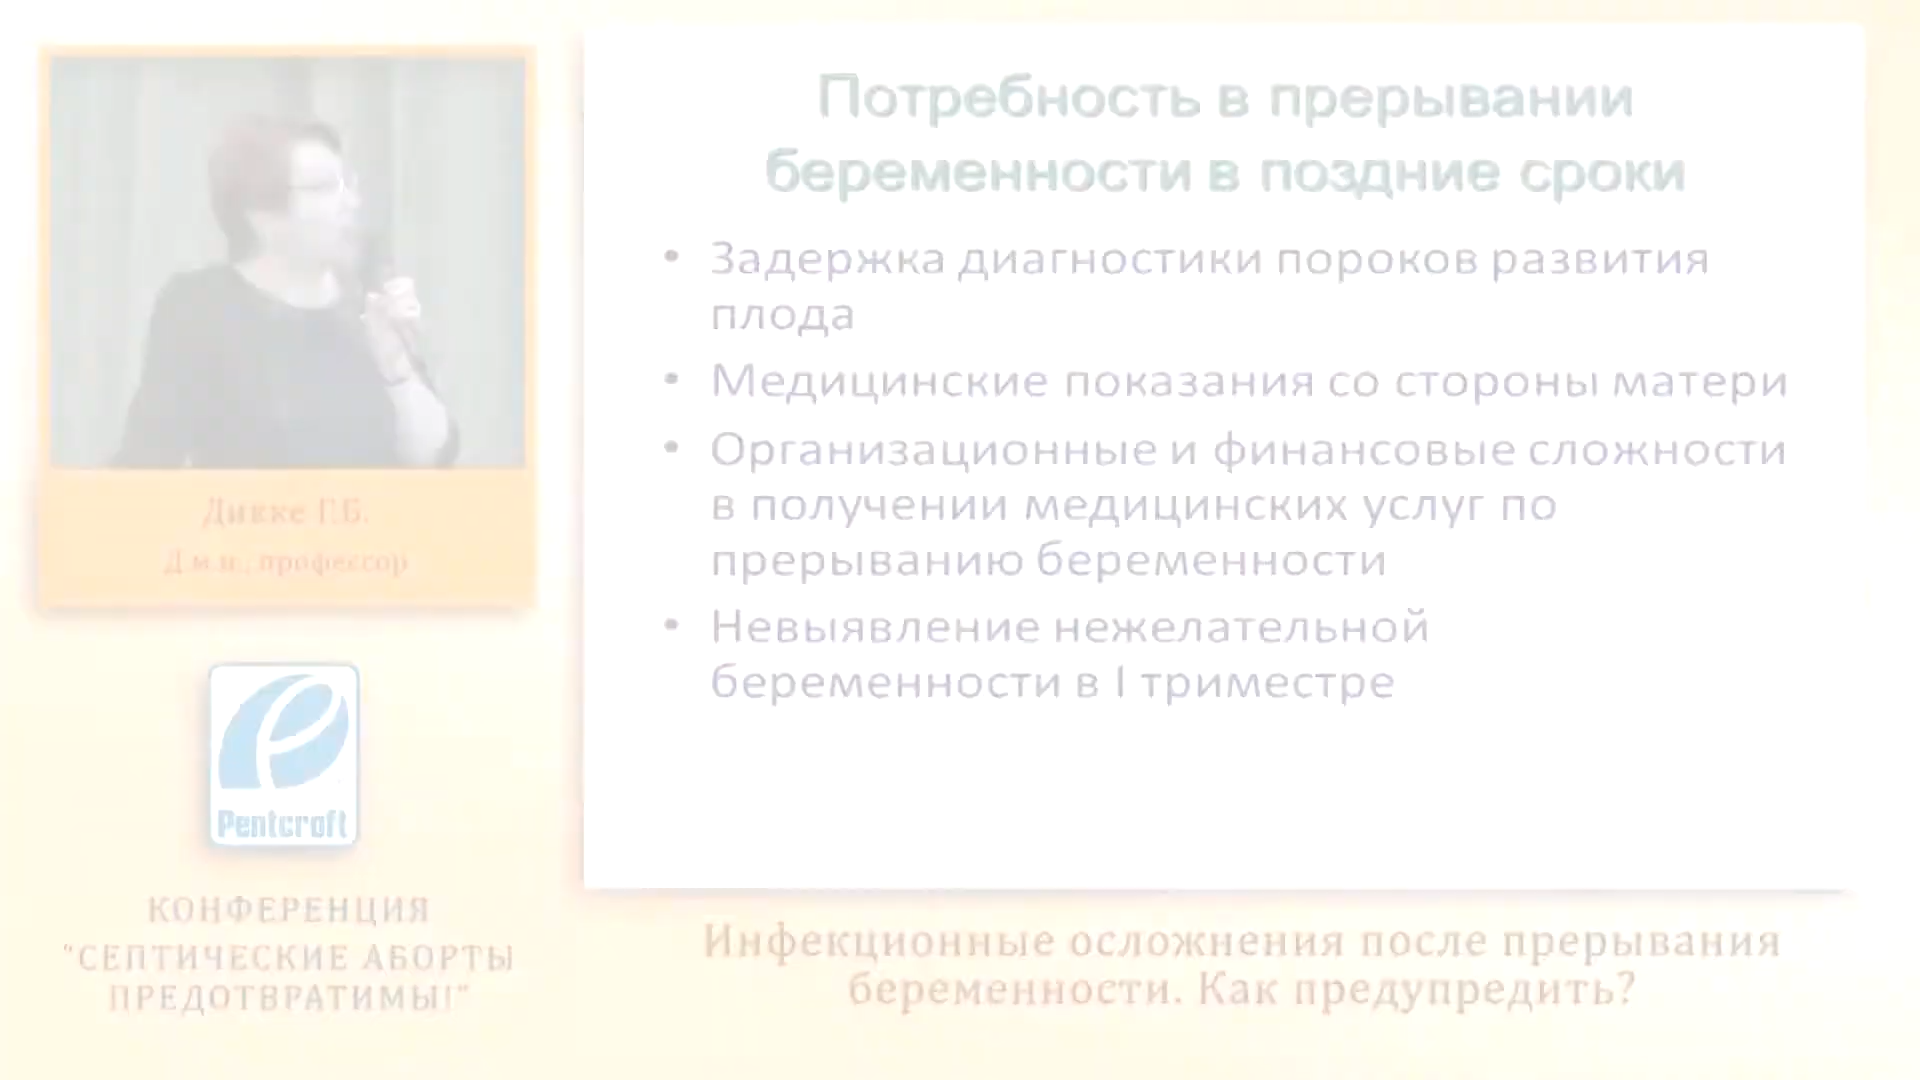 Потребность в прерывании
беременности в поздние сроки
• Задержка диагностики пороков развития
плода
• Медицинские показания со стороны матери
• Организационные и финансовые сложности
в получении медицинских услуг по
прерыванию беременности
• Невыявление нежелательной
беременности в I триместре
Дикке Г.Б.
Д.м.н., профессор
Pentcroft
КОНФЕРЕНЦИЯ
"СЕПТИЧЕСКИЕ АБОРТЫ
ПРЕДОТВРАТИМЫ!"
Инфекционные осложнения после прерывания
беременности. Как предупредить?